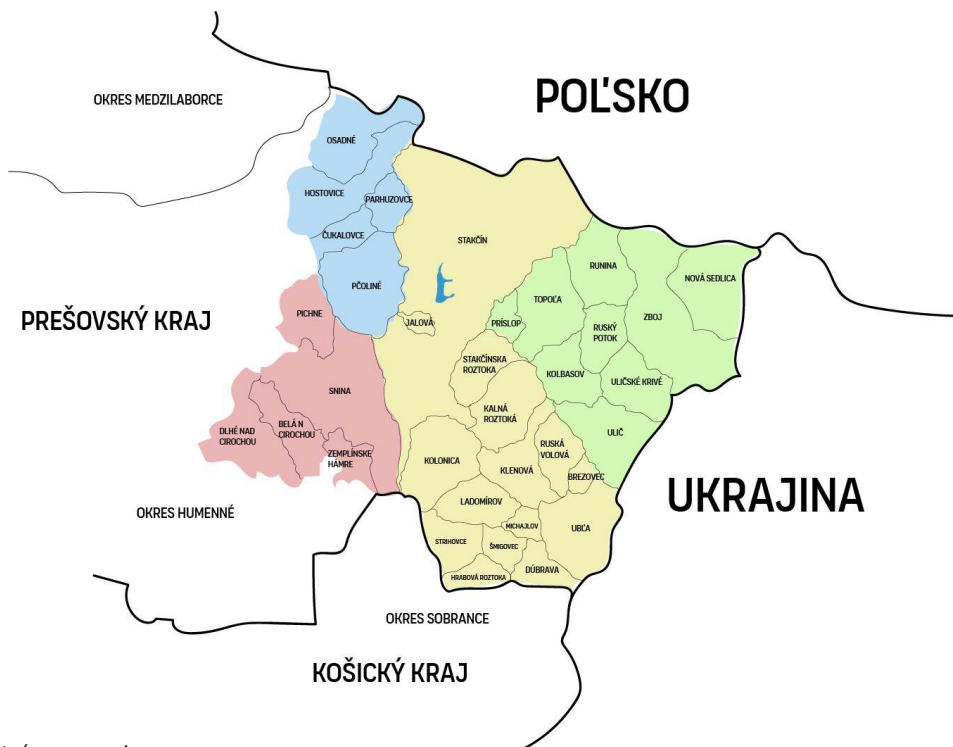 POĽSKO
OKRES MEDZILABORCE
OSADNÉ
HOSTOVICE
PARHUZOVCE
ČUKALOVCE
STAKČÍN
RUNINA
NOVÁ SEDLICA
PČOLINÉ
TOPOĽA
ZBOJ
PREŠOVSKÝ KRAJ
PICHNE
JALOVÁ
PRÍSLOP
RUSKÝ
POTOK
STAKČÍNSKA
ROZTOKA
KOLBASOV
ULIČSKÉ KRIVÉ
SNINA
KALNÁ
ROZTOKÁ
DLHÉ NAD
CIROCHOU
BELÁ N
CIROCHOU
ULIČ
ZEMPLÍNSKE
HÁMRE
KOLONICA
RUSKÁ
VOLOVÁ
KLENOVÁ
BREZOVEC
UKRAJINA
OKRES HUMENNÉ
LADOMÍROV
MICHAJLOV
UBĽA
STRIHOVCE
ŠMIGOVEC
DÚBRAVA
HRABOVÁ ROZTOKA
OKRES SOBRANCE
KOŠICKÝ KRAJ